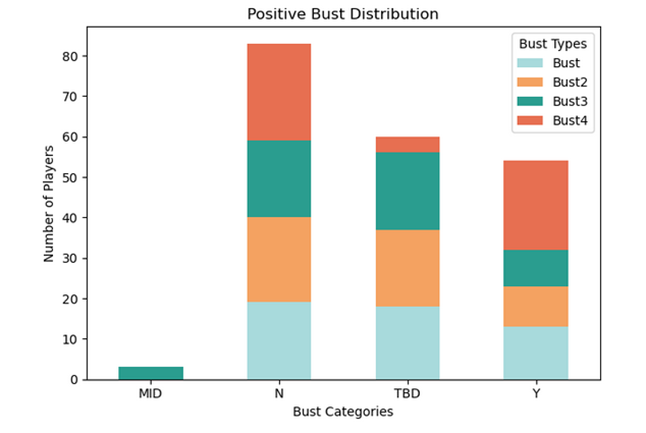 Positive Bust Distribution
Number of Players
80
70
60
50
40
30
20
10
0
Bust Types
Bust
Bust2
Bust3
Bust4
MID N TBD Y
Bust Categories